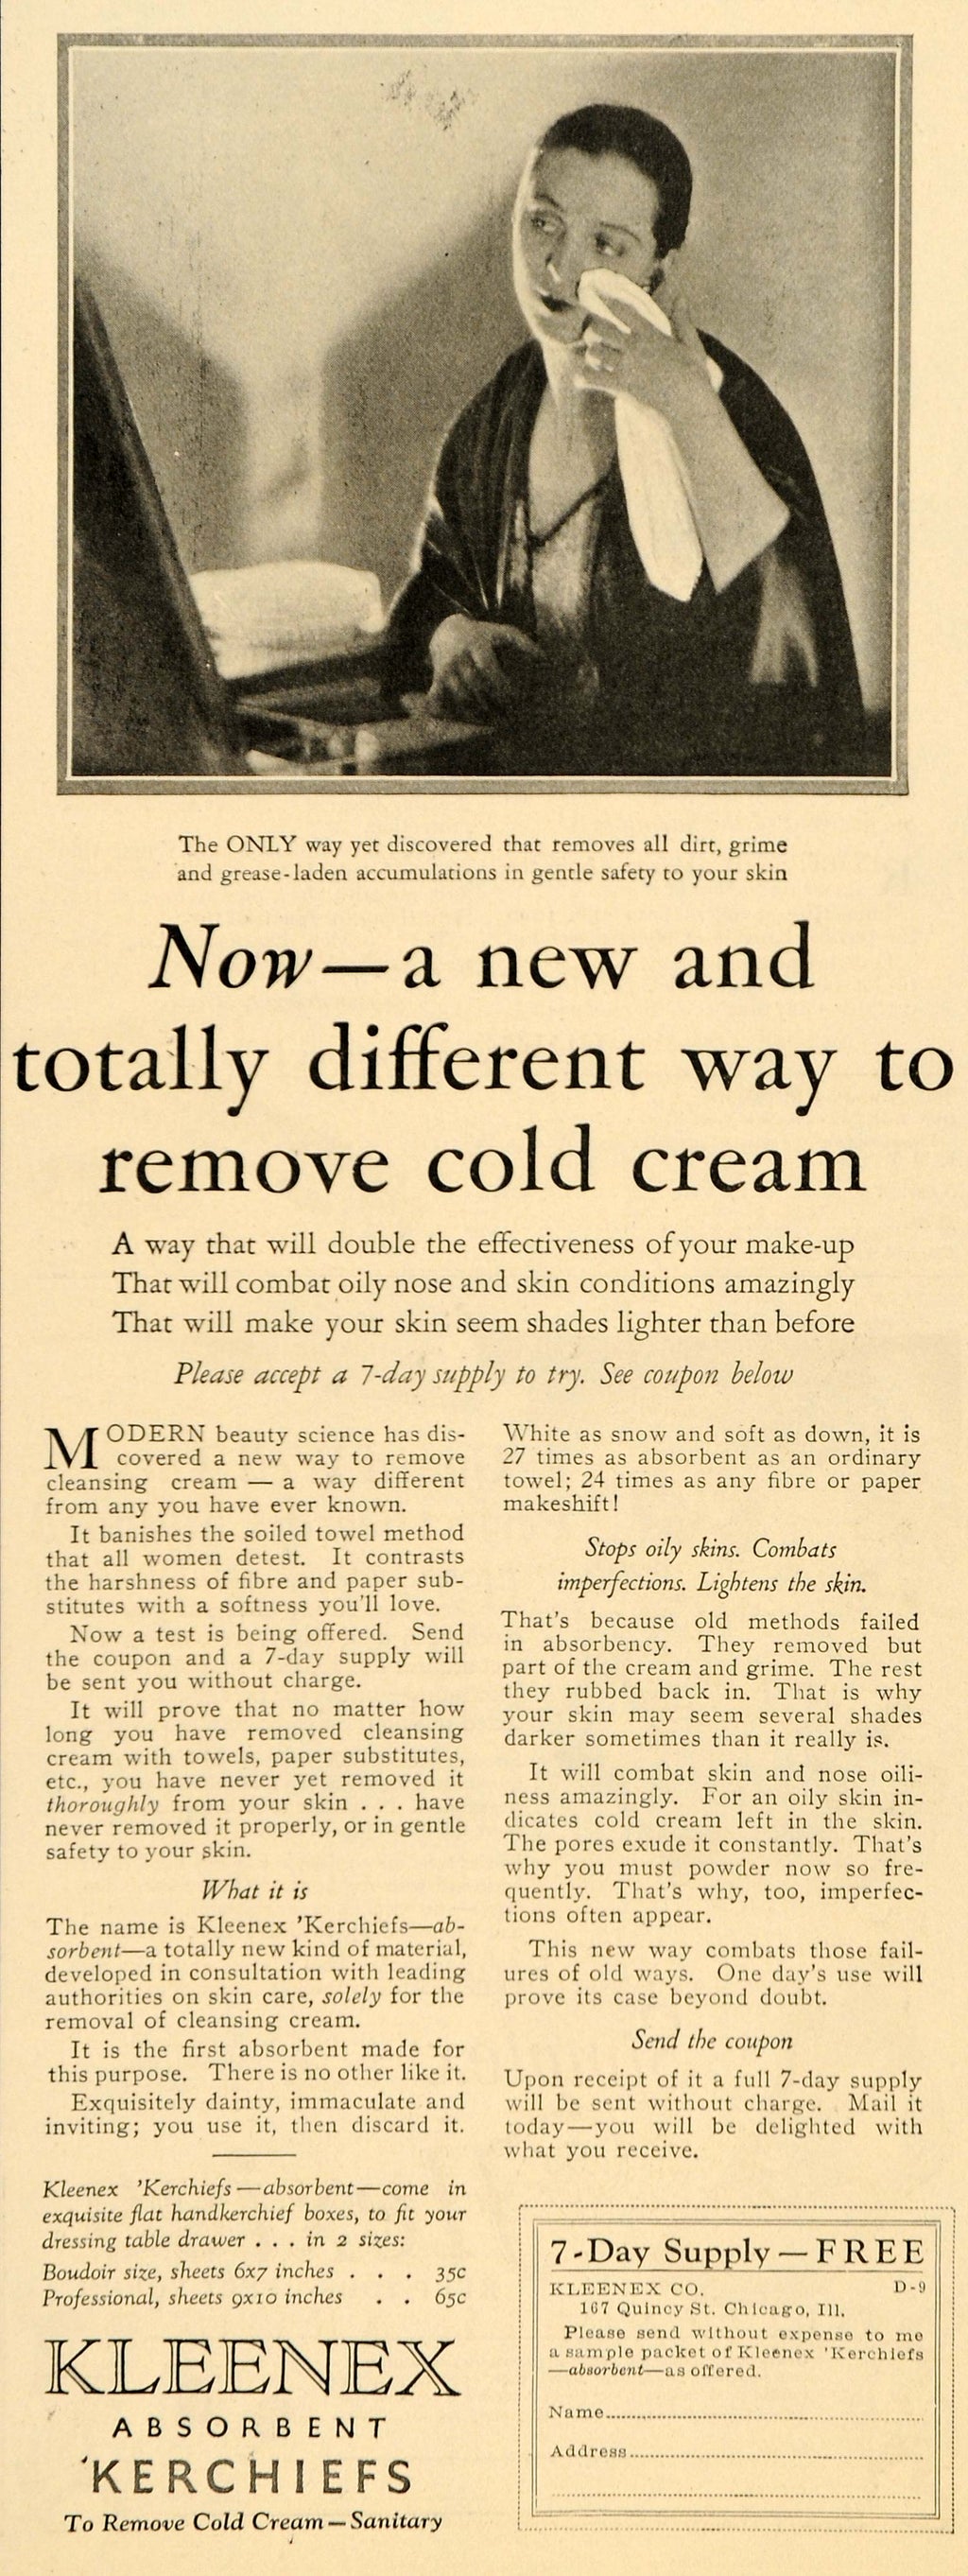 The ONLY way yet discovered that removes all dirt, grime
and grease-laden accumulations in gentle safety to your skin
Now—a new and
totally different way to
remove cold cream
A way that will double the effectiveness of your make-up
That will combat oily nose and skin conditions amazingly
That will make your skin seem shades lighter than before
Please accept a 7-day supply to try. See coupon below
MODERN beauty science has dis-
covered a new way to remove
cleansing cream — a way different
from any you have ever known.
It banishes the soiled towel method
that all women detest. It contrasts
the harshness of fibre and paper sub-
stitutes with a softness you'll love.
Now a test is being offered. Send
the coupon and a 7-day supply will
be sent you without charge.
It will prove that no matter how
long you have removed cleansing
cream with towels, paper substitutes,
etc., you have never yet removed it
thoroughly from your skin . . . have
never removed it properly, or in gentle
safety to your skin.
What it is
The name is Kleenex 'Kerchiefs—ab-
sorbent—a totally new kind of material,
developed in consultation with leading
authorities on skin care, solely for the
removal of cleansing cream.
It is the first absorbent made for
this purpose. There is no other like it.
Exquisitely dainty, immaculate and
inviting; you use it, then discard it.
Kleenex 'Kerchiefs—absorbent—come in
exquisite flat handkerchief boxes, to fit your
dressing table drawer . . . in 2 sizes:
Boudoir size, sheets 6x7 inches . . . 35c
Professional, sheets 9x10 inches . . 65c
KLEENEX
ABSORBENT
'KERCHIEFS
To Remove Cold Cream—Sanitary
White as snow and soft as down, it is
27 times as absorbent as an ordinary
towel; 24 times as any fibre or paper
makeshift!
Stops oily skins. Combats
imperfections. Lightens the skin.
That's because old methods failed
in absorbency. They removed but
part of the cream and grime. The rest
they rubbed back in. That is why
your skin may seem several shades
darker sometimes than it really is.
It will combat skin and nose oili-
ness amazingly. For an oily skin in-
dicates cold cream left in the skin.
The pores exude it constantly. That's
why you must powder now so fre-
quently. That's why, too, imperfec-
tions often appear.
This new way combats those fail-
ures of old ways. One day's use will
prove its case beyond doubt.
Send the coupon
Upon receipt of it a full 7-day supply
will be sent without charge. Mail it
today—you will be delighted with
what you receive.
7-Day Supply—FREE
KLEENEX CO. D-9
167 Quincy St. Chicago, Ill.
Please send without expense to me
a sample packet of Kleenex 'Kerchiefs
—absorbent—as offered.
Name
Address